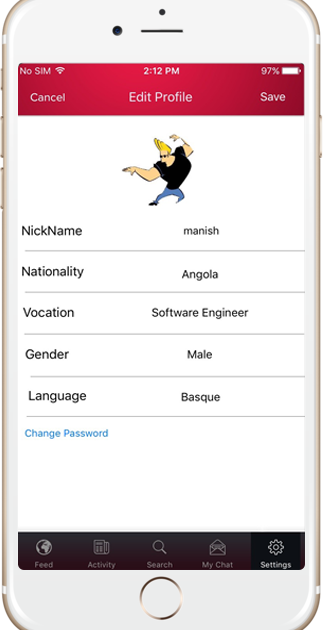 No SIM 2:12 PM 97%
Cancel Edit Profile Save
NickName manish
Nationality Angola
Vocation Software Engineer
Gender Male
Language Basque
Change Password
Feed Activity Search My Chat Settings